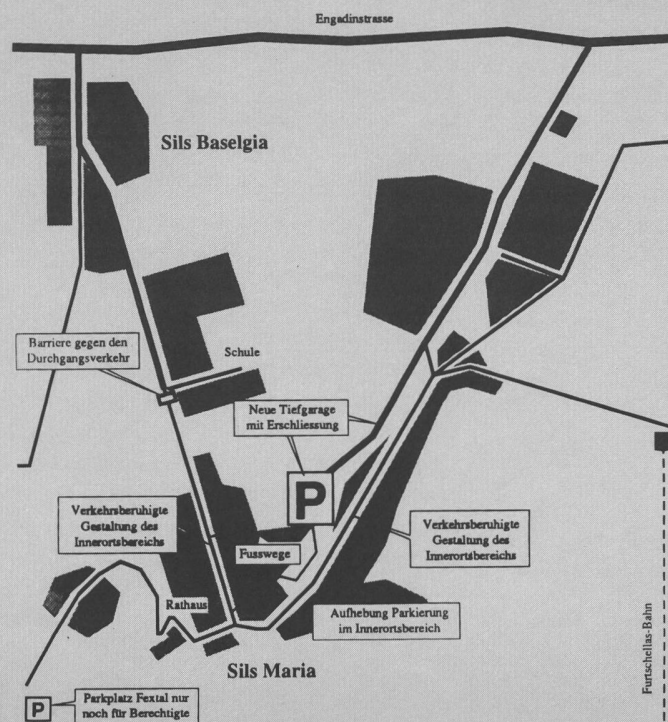 Engadinstrasse
Sils Baselgia
Barriere gegen den
Durchgangsverkehr
Schule
Neue Tiefgarage
mit Erschliessung
P
Verkehrsberuhigte
Gestaltung des
Innerortsbereichs
Fusswege
Verkehrsberuhigte
Gestaltung des
Innerortsbereichs
Rathaus
Aufhebung Parkierung
im Innerortsbereich
Sils Maria
Furtschellas-Bahn
P
Parkplatz Fextal nur
noch für Berechtigte